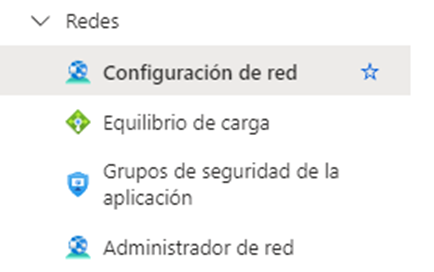 Redes
Configuración de red
Equilibrio de carga
Grupos de seguridad de la
aplicación
Administrador de red